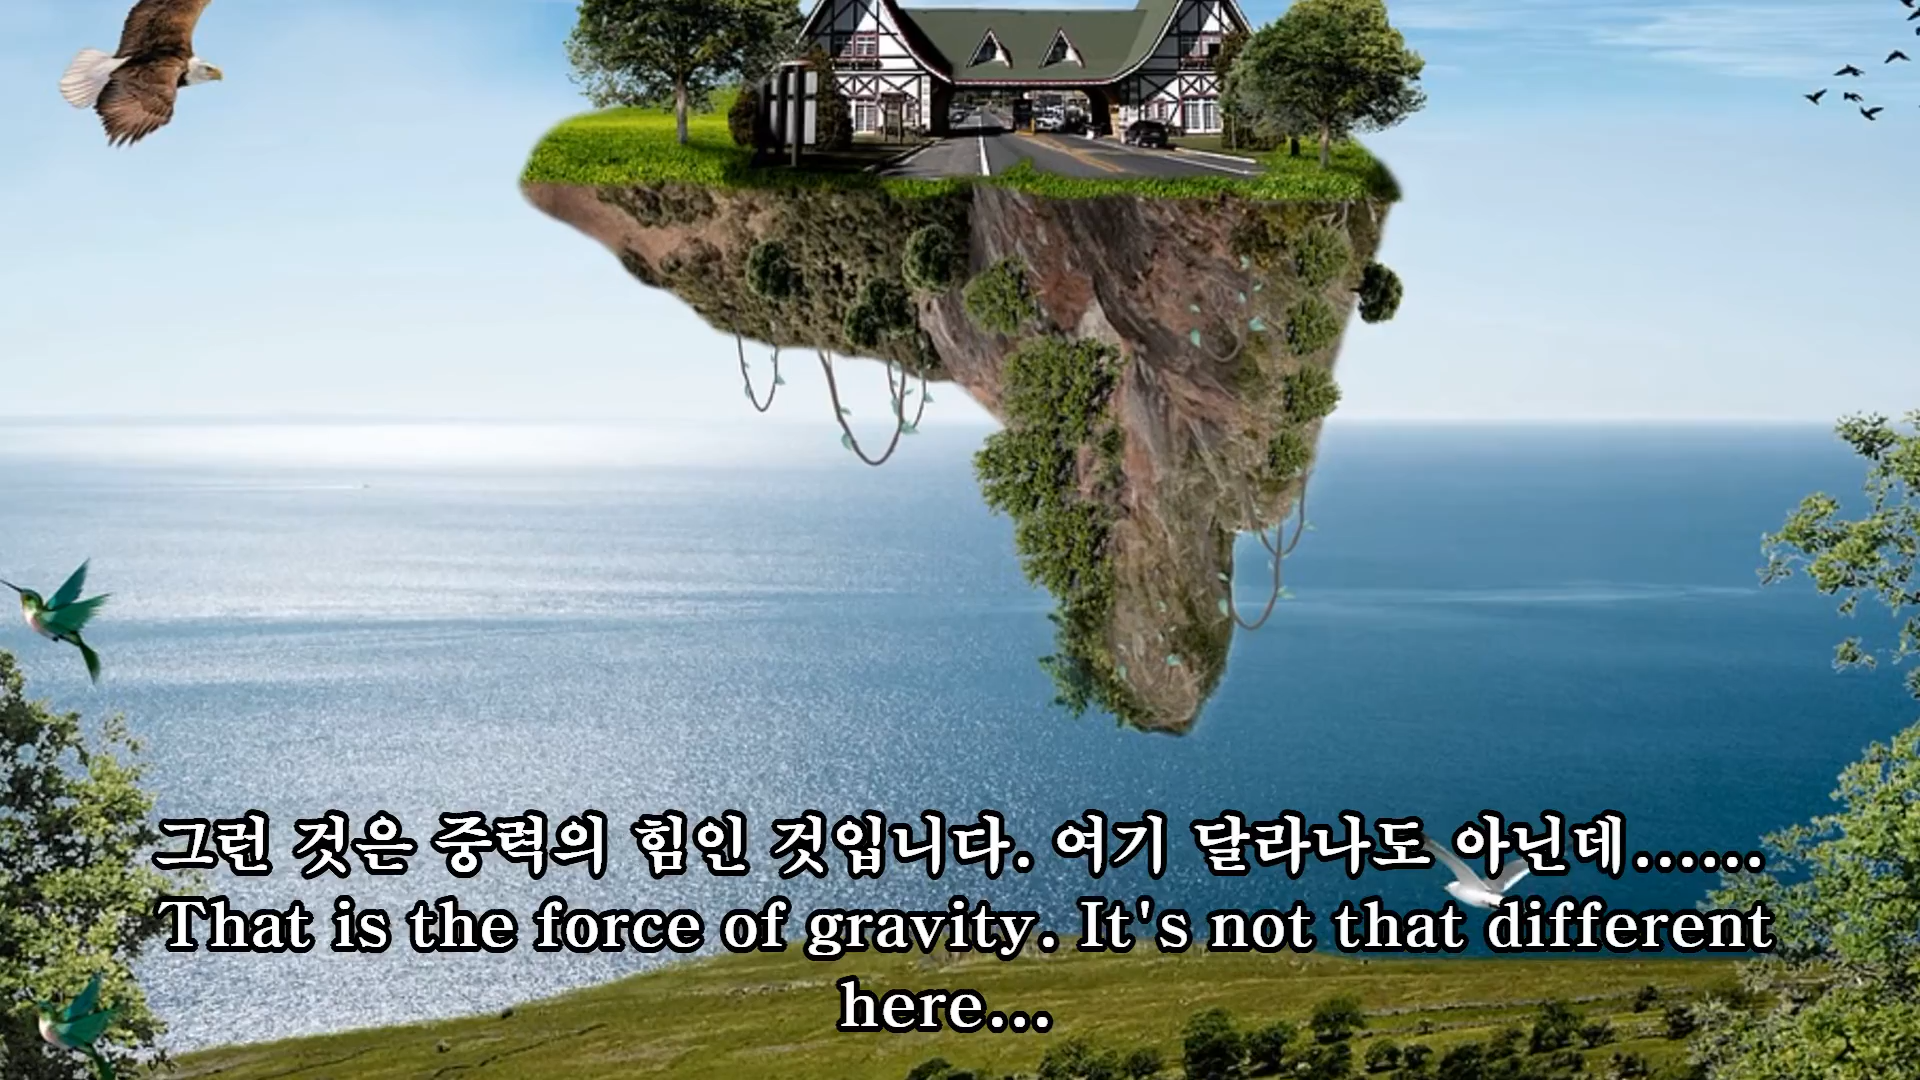 그런 것은 중력의 힘인 것입니다. 여기 달라나도 아닌데......
That is the force of gravity. It's not that different
here...